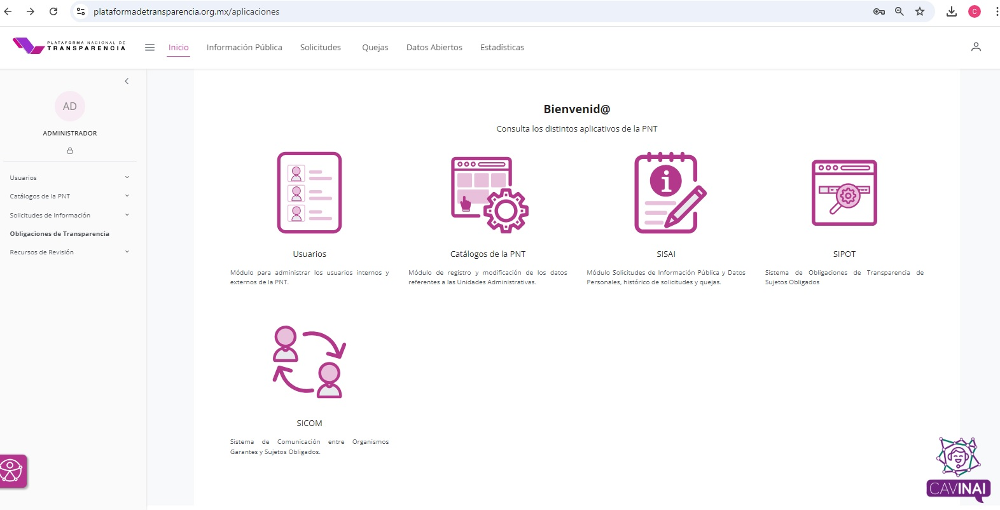 plataformadetransparencia.org.mx/aplicaciones
C
PLATAFORMA NACIONAL DE
TRANSPARENCIA
Inicio
Información Pública
Solicitudes
Quejas
Datos Abiertos
Estadísticas
AD
ADMINISTRADOR
Usuarios
Catálogos de la PNT
Solicitudes de Información
Obligaciones de Transparencia
Recursos de Revisión
Bienvenid@
Consulta los distintos aplicativos de la PNT
Usuarios
Módulo para administrar los usuarios internos y
externos de la PNT.
Catálogos de la PNT
Módulo de registro y modificación de los datos
referentes a las Unidades Administrativas.
SISAI
Módulo Solicitudes de Información Pública y Datos
Personales, histórico de solicitudes y quejas.
SIPOT
Sistema de Obligaciones de Transparencia de
Sujetos Obligados
SICOM
Sistema de Comunicación entre Organismos
Garantes y Sujetos Obligados.
CAVINAI